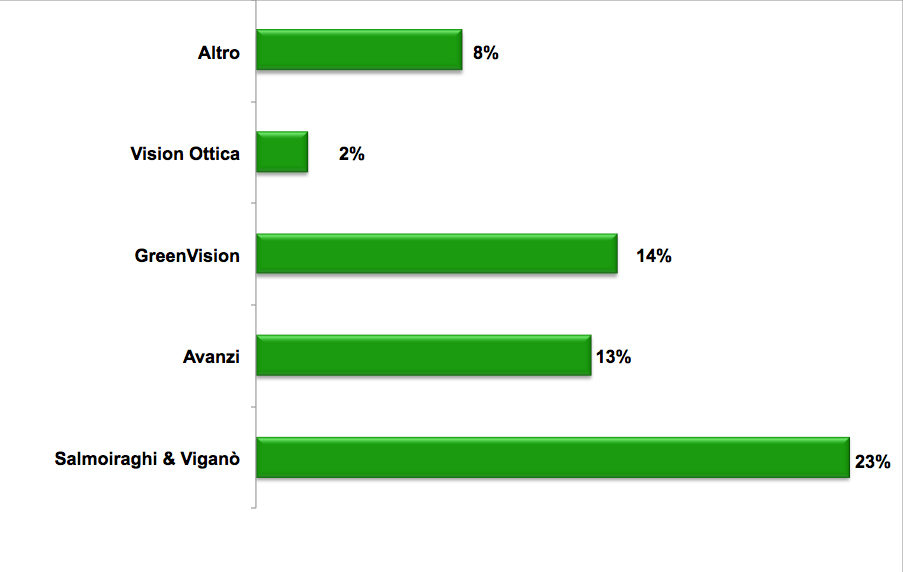 Altro 8%
Vision Ottica 2%
GreenVision 14%
Avanzi 13%
Salmoiraghi & Viganò 23%